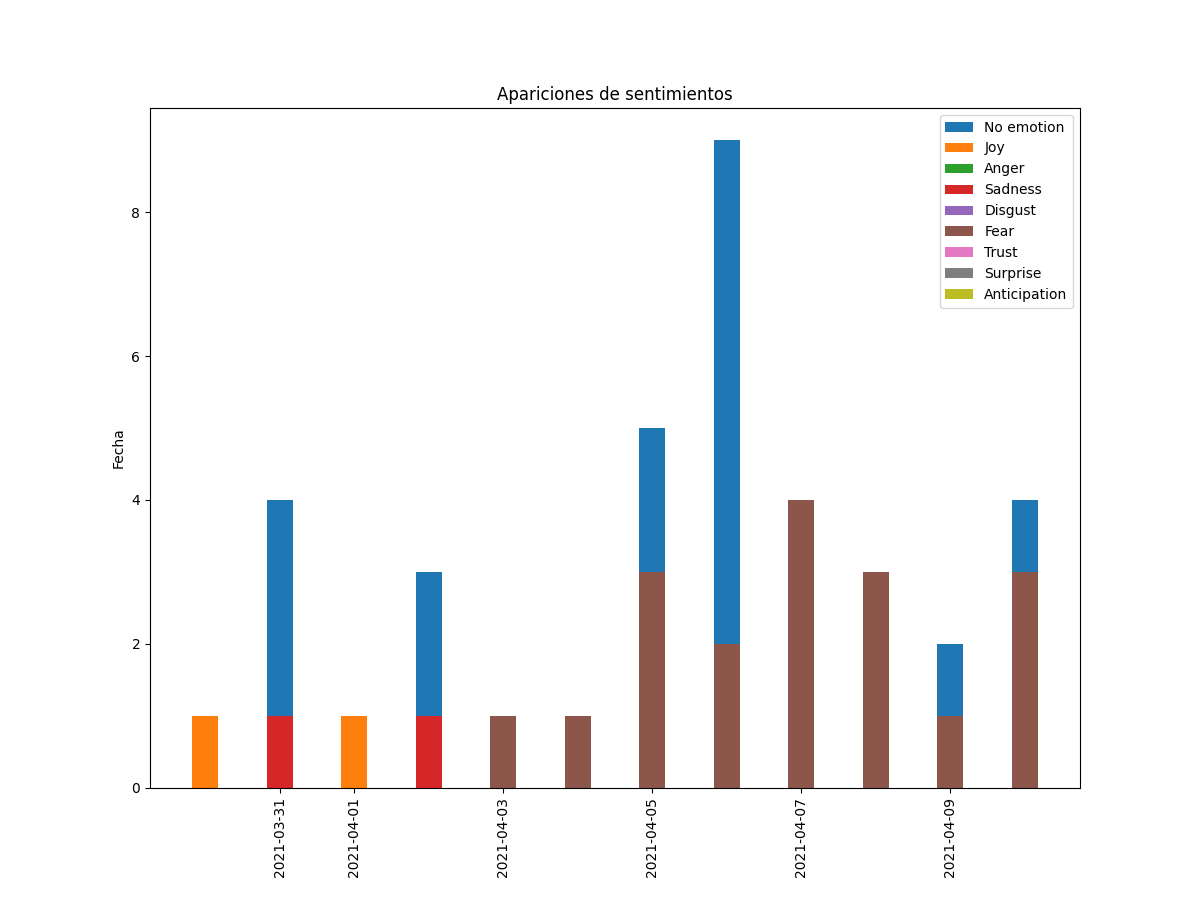 Apariciones de sentimientos
No emotion
Joy
Anger
Sadness
Disgust
Fear
Trust
Surprise
Anticipation
Fecha
8
6
4
2
0
2021-03-31
2021-04-01
2021-04-03
2021-04-05
2021-04-07
2021-04-09